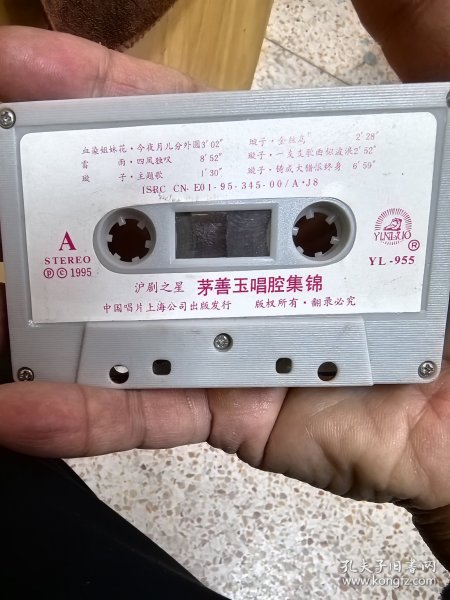 血染姐妹花·今夜月儿分外圆3′02″
雷 雨·四凤独叹 8′52″
璇 子·主题歌 1′30″
璇子·金丝鸟 2′28″
璇子·一支支歌曲似波浪2′52″
璇子·铸成大错怅终身 6′59″
ISRC CN-E01-95-345-00/A·J8
A
STEREO
Ⓟ © 1995
YINGLUO
®
YL-955
沪剧之星 茅善玉唱腔集锦
中国唱片上海公司出版发行 版权所有·翻录必究
孔夫子旧书网
www.kongfz.com